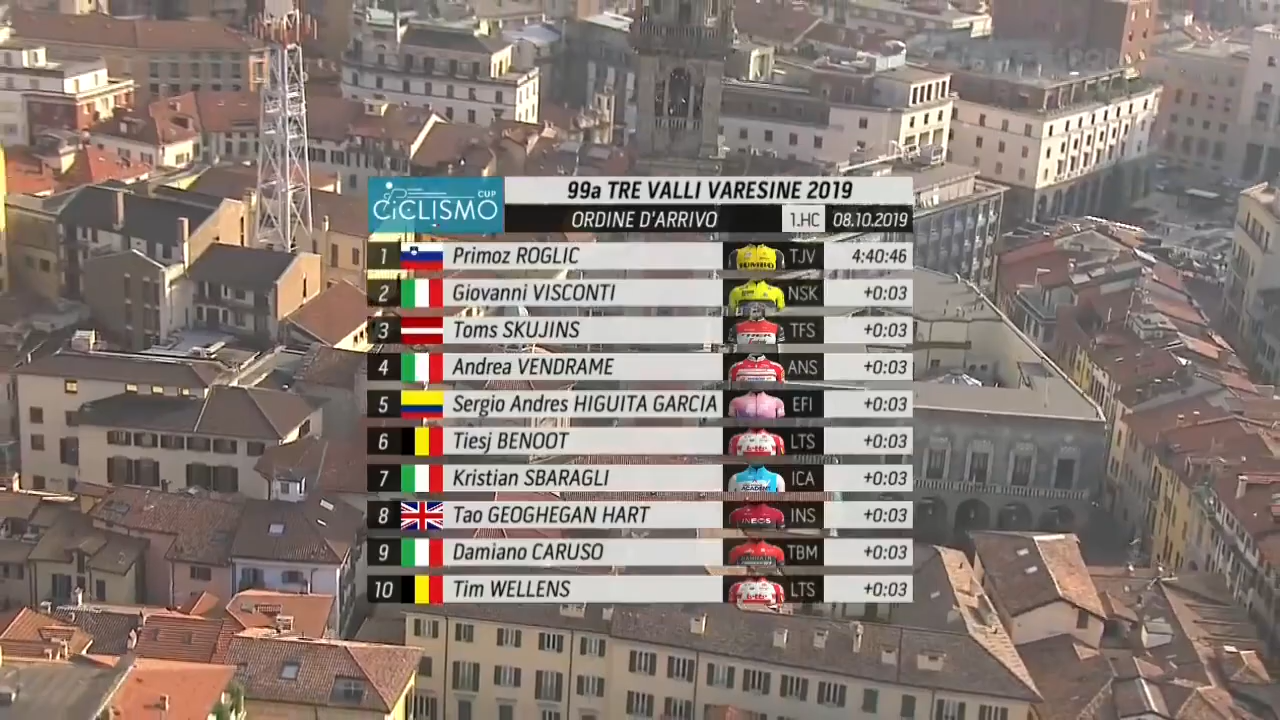 CICLISMO CUP
99a TRE VALLI VARESINE 2019
ORDINE D'ARRIVO 1.HC 08.10.2019
1 Primoz ROGLIC TJV 4:40:46
2 Giovanni VISCONTI NSK +0:03
3 Toms SKUJINS TFS +0:03
4 Andrea VENDRAME ANS +0:03
5 Sergio Andres HIGUITA GARCIA EFI +0:03
6 Tiesj BENOOT LTS +0:03
7 Kristian SBARAGLI ICA +0:03
8 Tao GEOGHEGAN HART INS +0:03
9 Damiano CARUSO TBM +0:03
10 Tim WELLENS LTS +0:03